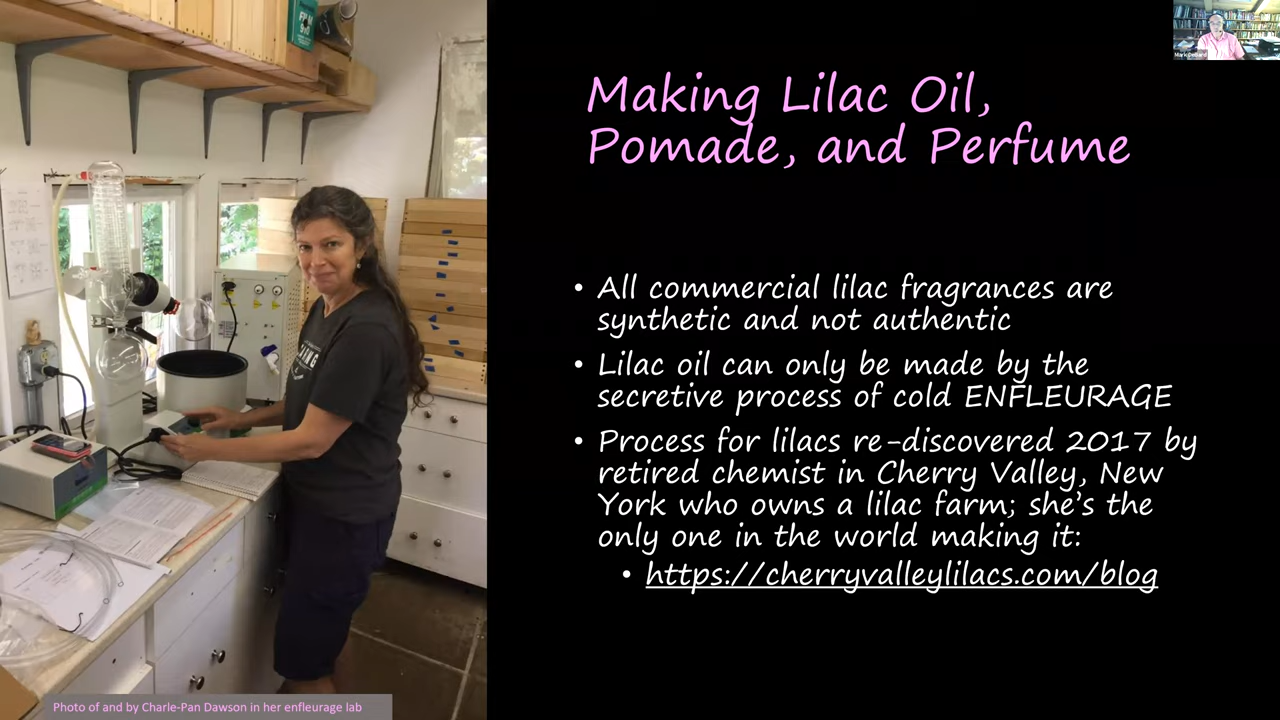 Making Lilac Oil,
Pomade, and Perfume
• All commercial lilac fragrances are
synthetic and not authentic
• Lilac oil can only be made by the
secretive process of cold ENFLEURAGE
• Process for lilacs re-discovered 2017 by
retired chemist in Cherry Valley, New
York who owns a lilac farm; she's the
only one in the world making it:
• https://cherryvalleylilacs.com/blog
Photo of and by Charle-Pan Dawson in her enfleurage lab